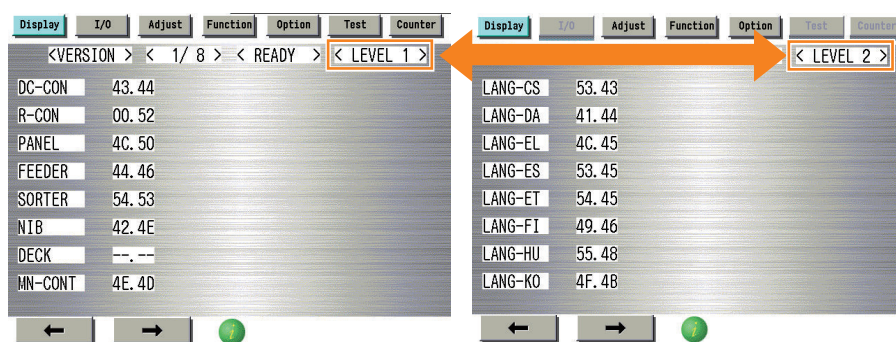 Display I/O Adjust Function Option Test Counter
<VERSION > < 1/ 8 > < READY > < LEVEL 1 >
DC-CON 43.44
R-CON 00.52
PANEL 4C.50
FEEDER 44.46
SORTER 54.53
NIB 42.4E
DECK --.--
MN-CONT 4E.4D
Display I/O Adjust Function Option Test Counter
< LEVEL 2 >
LANG-CS 53.43
LANG-DA 41.44
LANG-EL 4C.45
LANG-ES 53.45
LANG-ET 54.45
LANG-FI 49.46
LANG-HU 55.48
LANG-KO 4F.4B